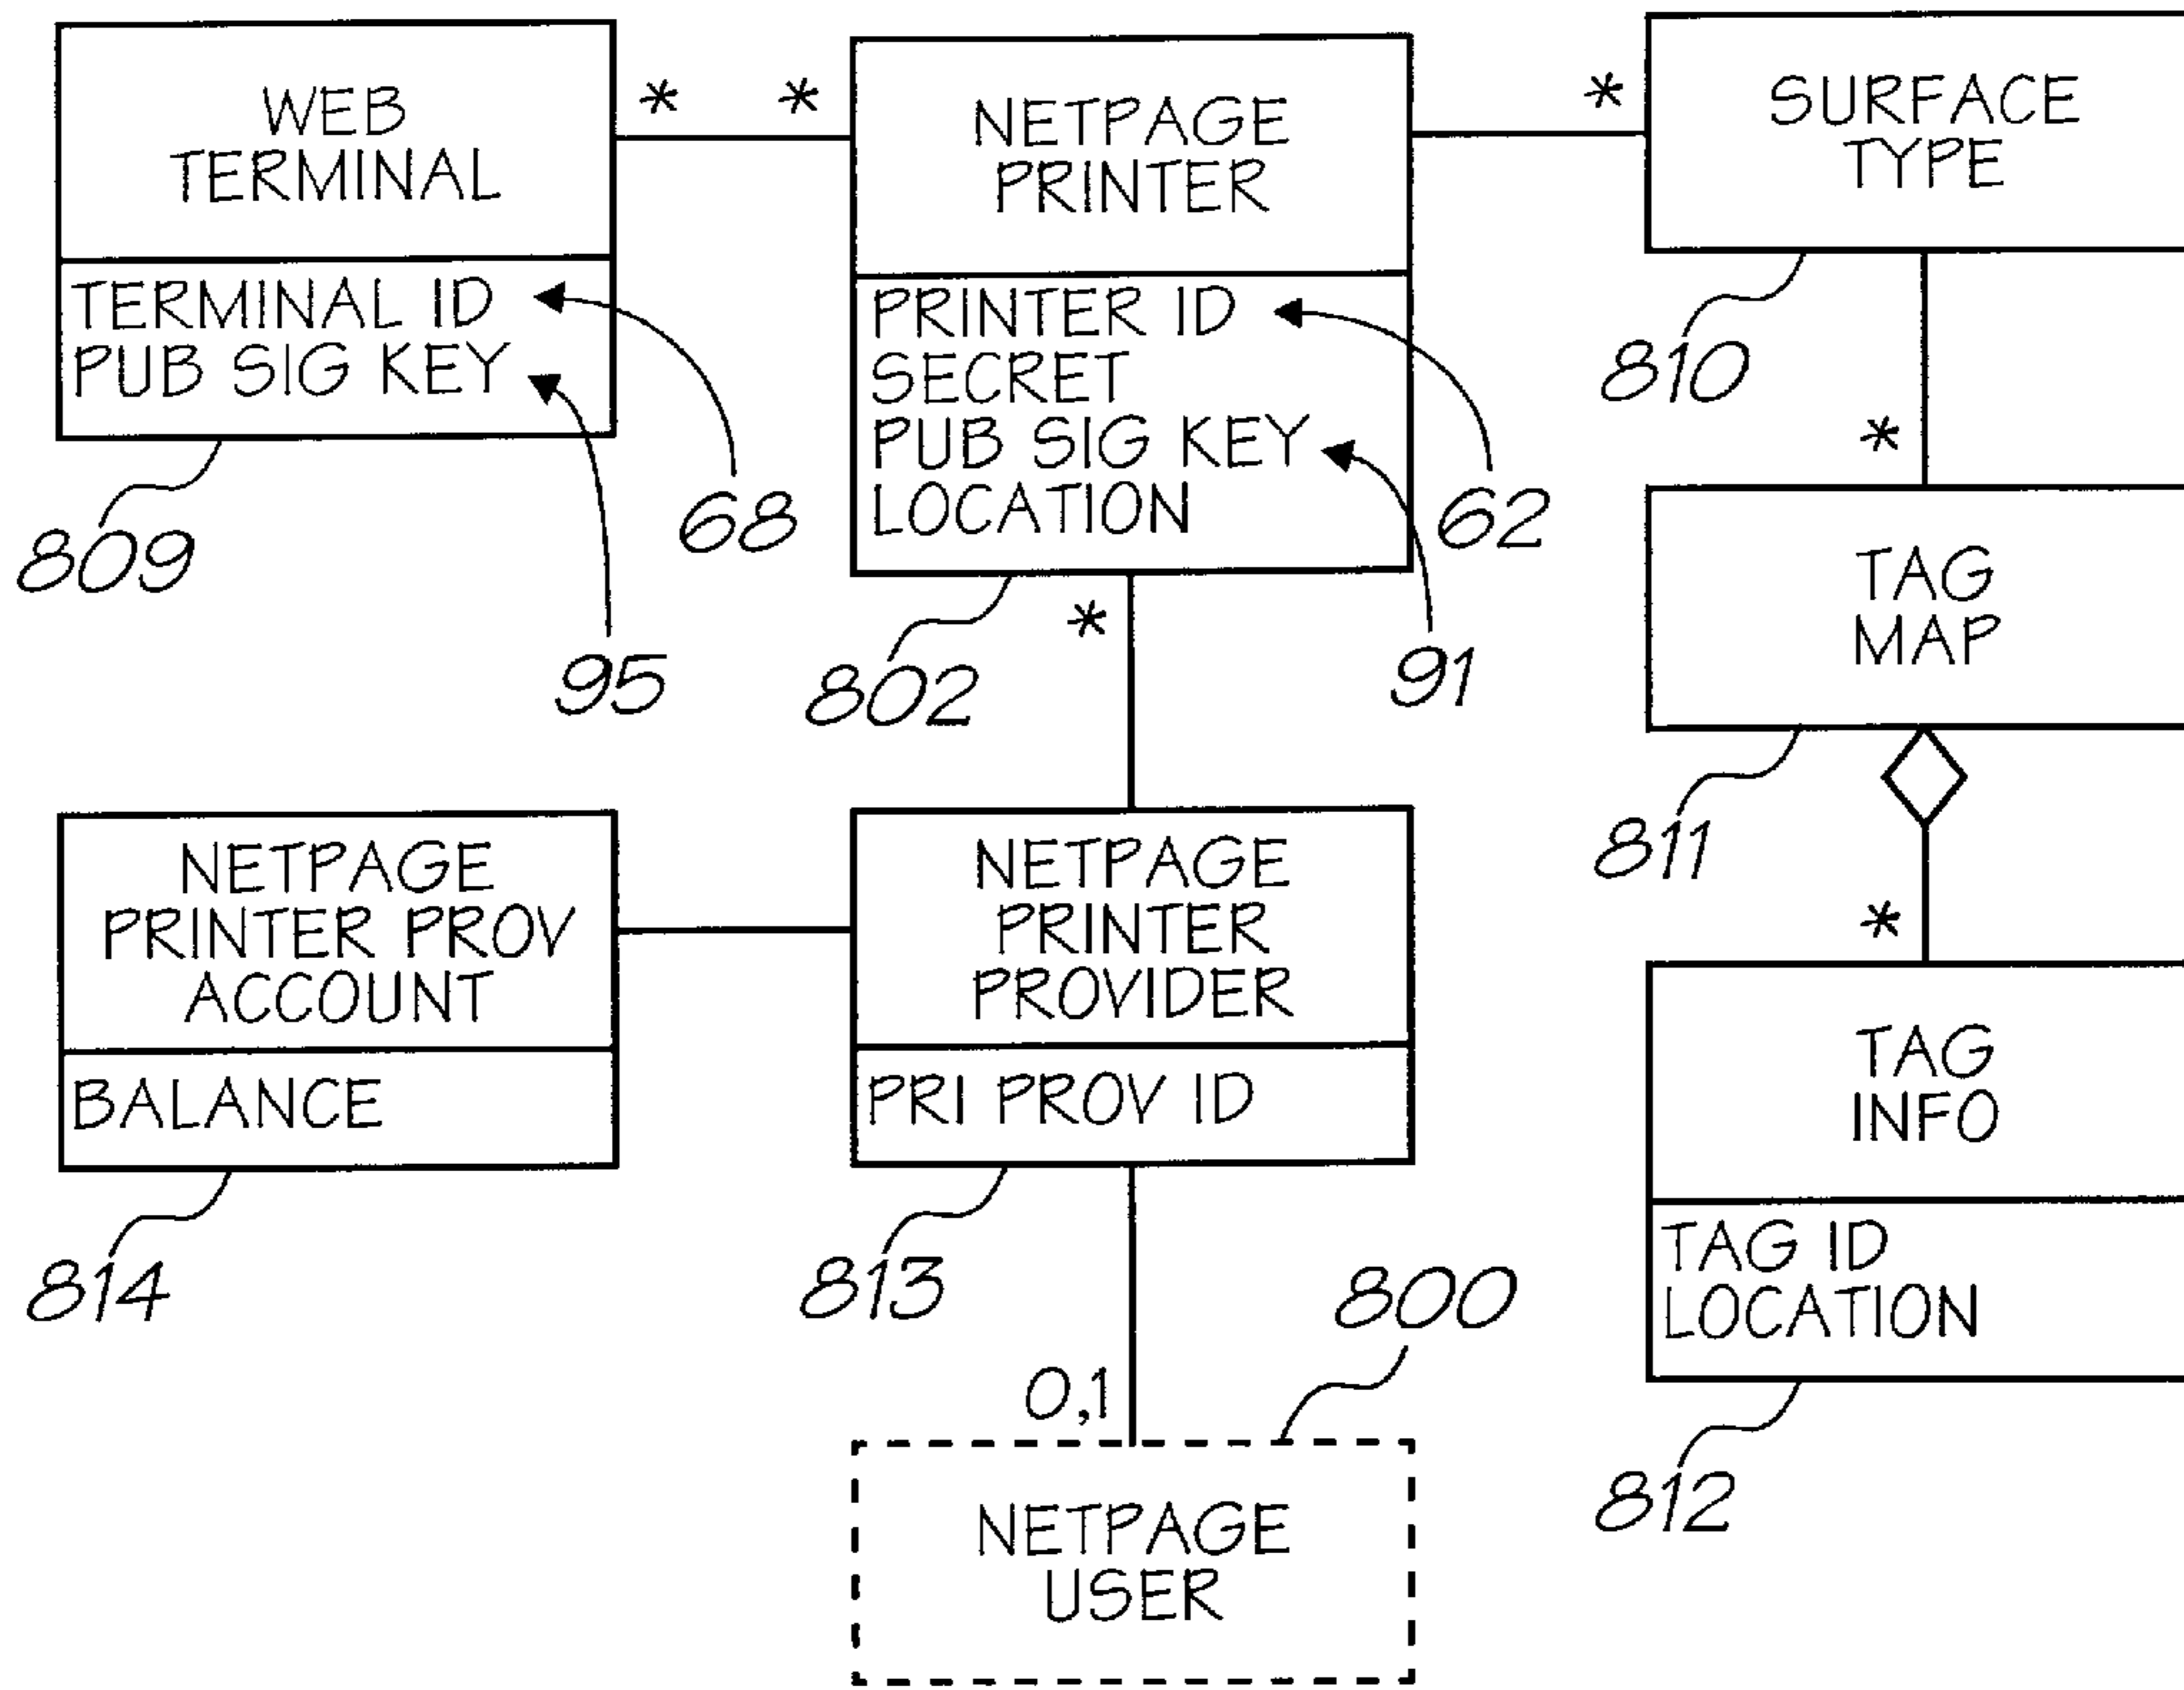 WEB
TERMINAL
* *
TERMINAL ID
PUB SIG KEY
809
68
95
NETPAGE
PRINTER
*
PRINTER ID
SECRET
PUB SIG KEY
LOCATION
802
62
91
*
SURFACE
TYPE
810
*
TAG
MAP
811
*
NETPAGE
PRINTER PROV
ACCOUNT
BALANCE
814
NETPAGE
PRINTER
PROVIDER
PRI PROV ID
813
TAG
INFO
TAG ID
LOCATION
812
800
0,1
NETPAGE
USER